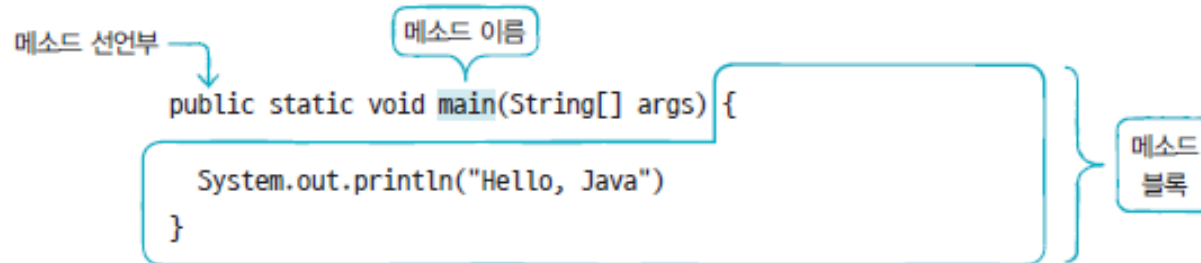 메소드 이름
메소드 선언부
public static void main(String[] args) {
System.out.println("Hello, Java")
}
메소드
블록